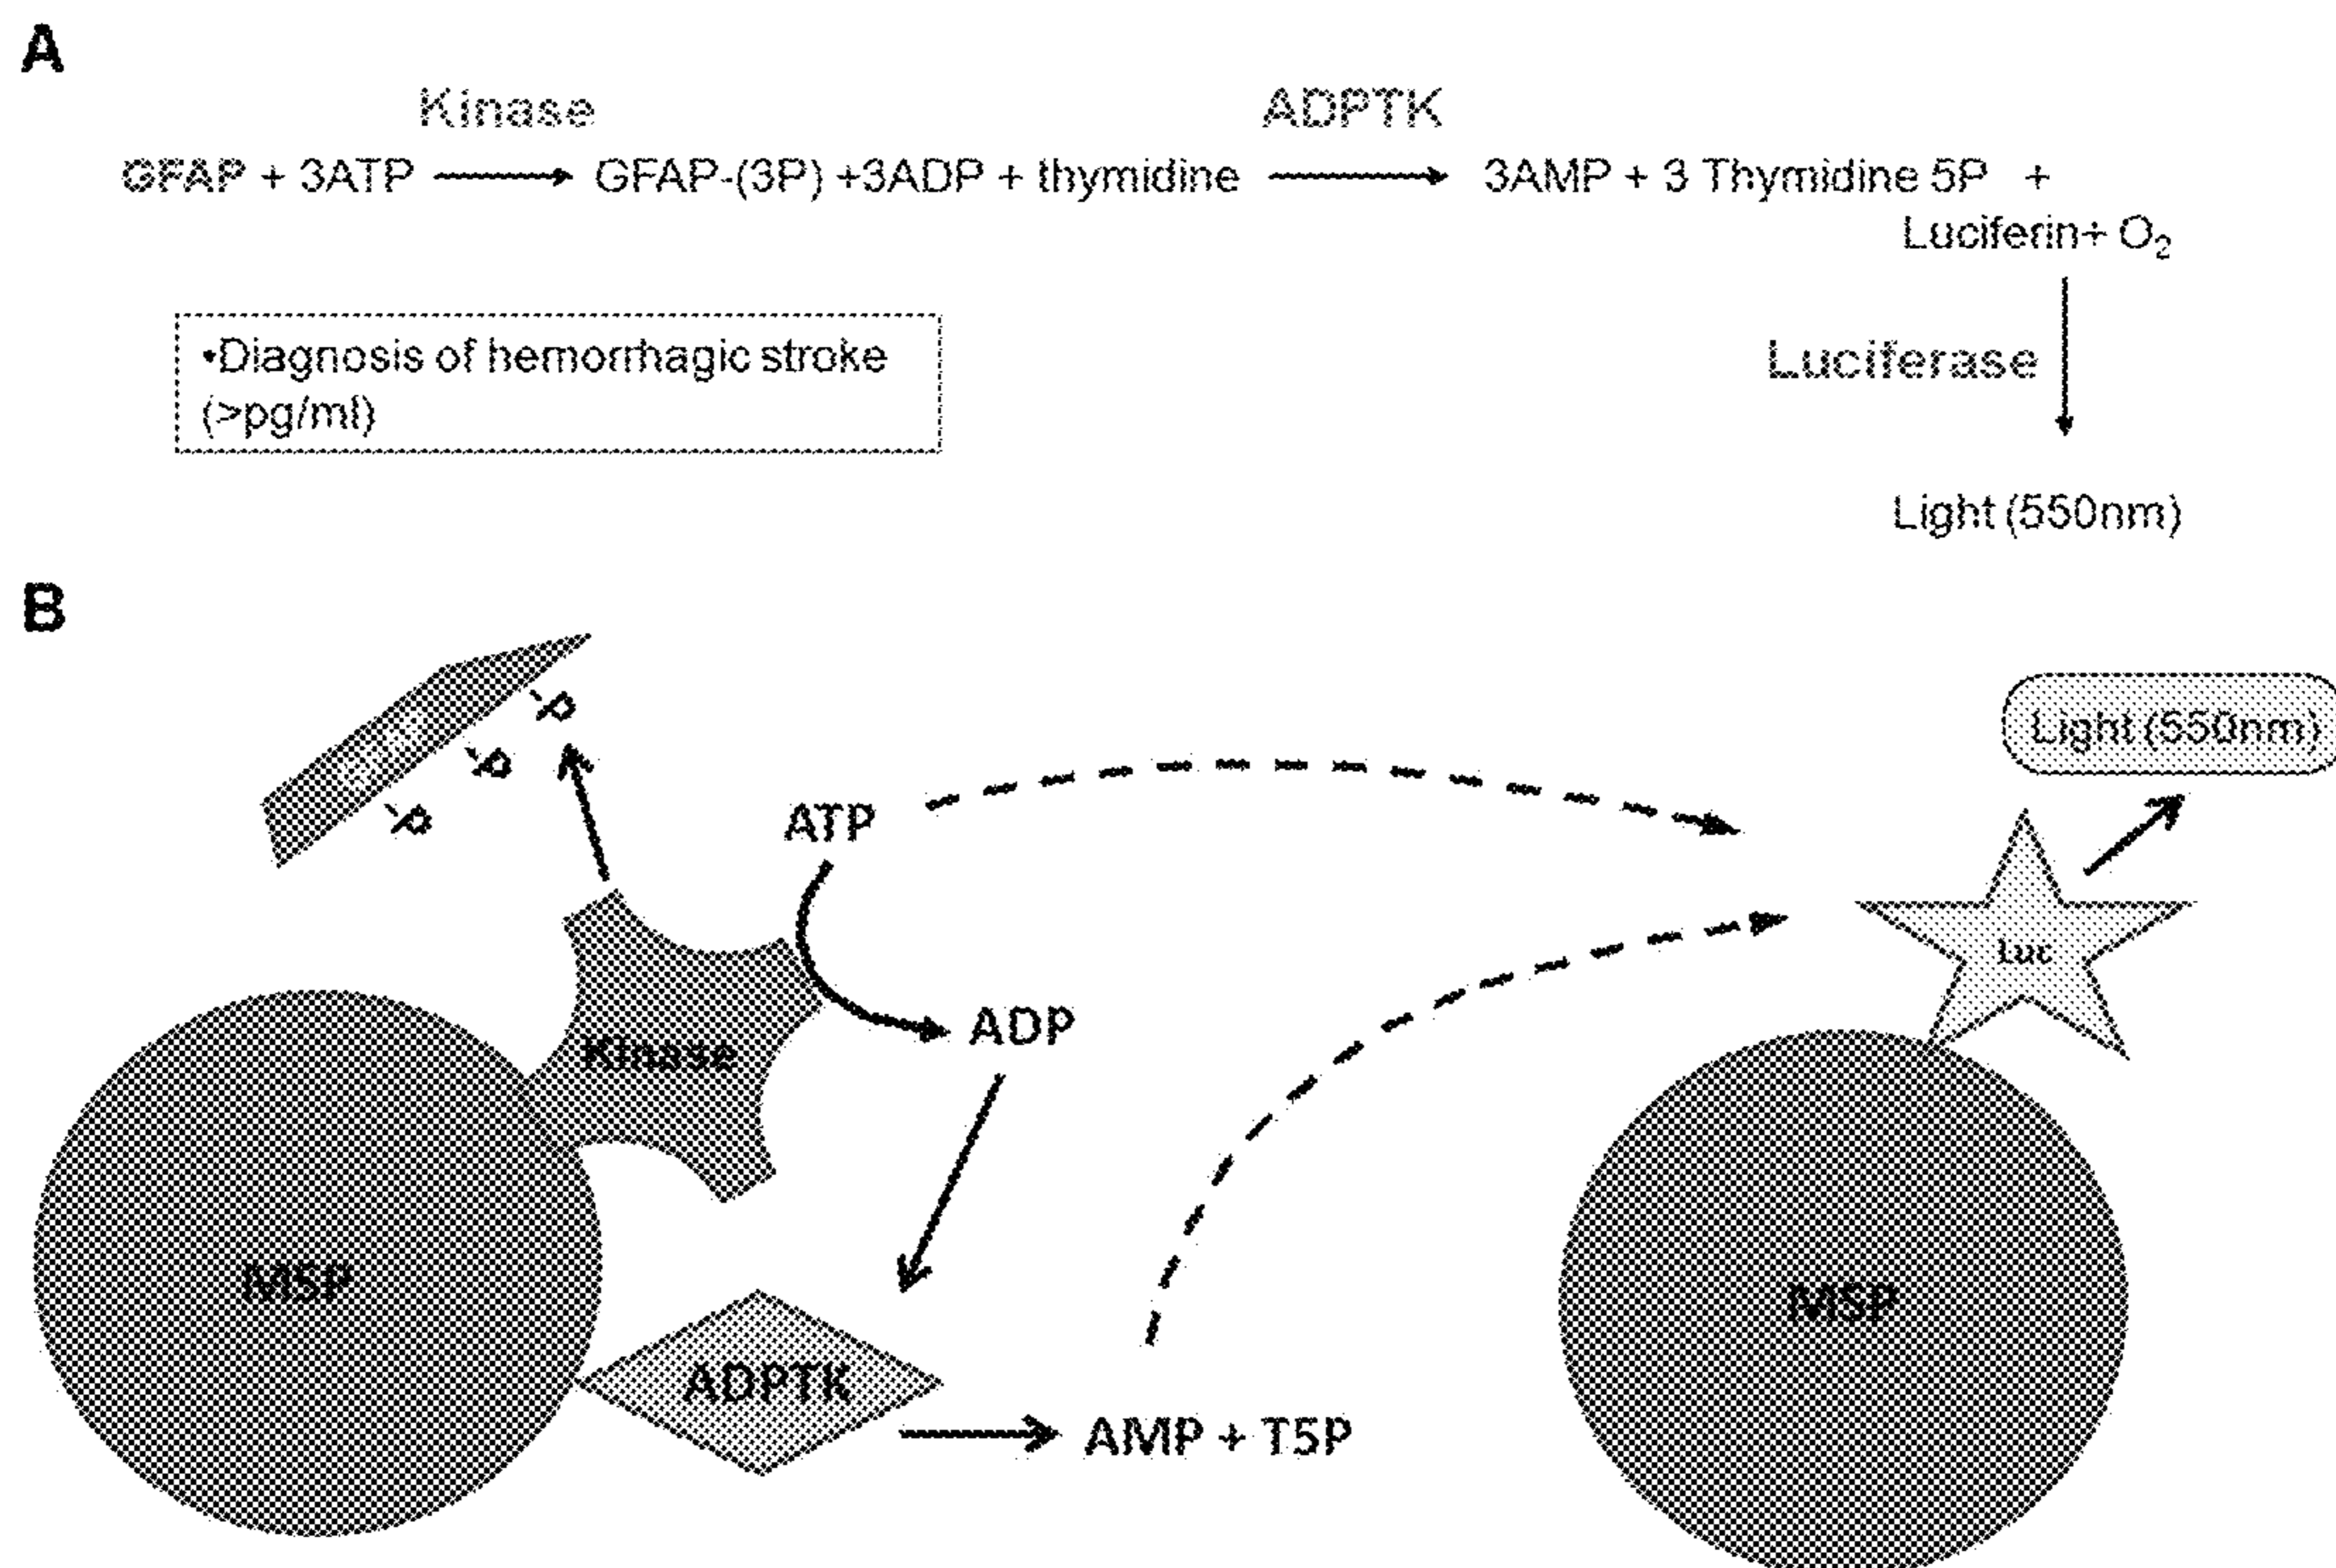 A
Kinase
ADPTK
GFAP + 3ATP → GFAP-(3P) +3ADP + thymidine → 3AMP + 3 Thymidine 5P +
Luciferin+ O₂
•Diagnosis of hemorrhagic stroke
(>pg/ml)
Luciferase
Light (550nm)
B
Light (550nm)
-P
-P
-P
ATP
Luc
ADP
Kinase
MSP
MSP
ADPTK
AMP + T5P